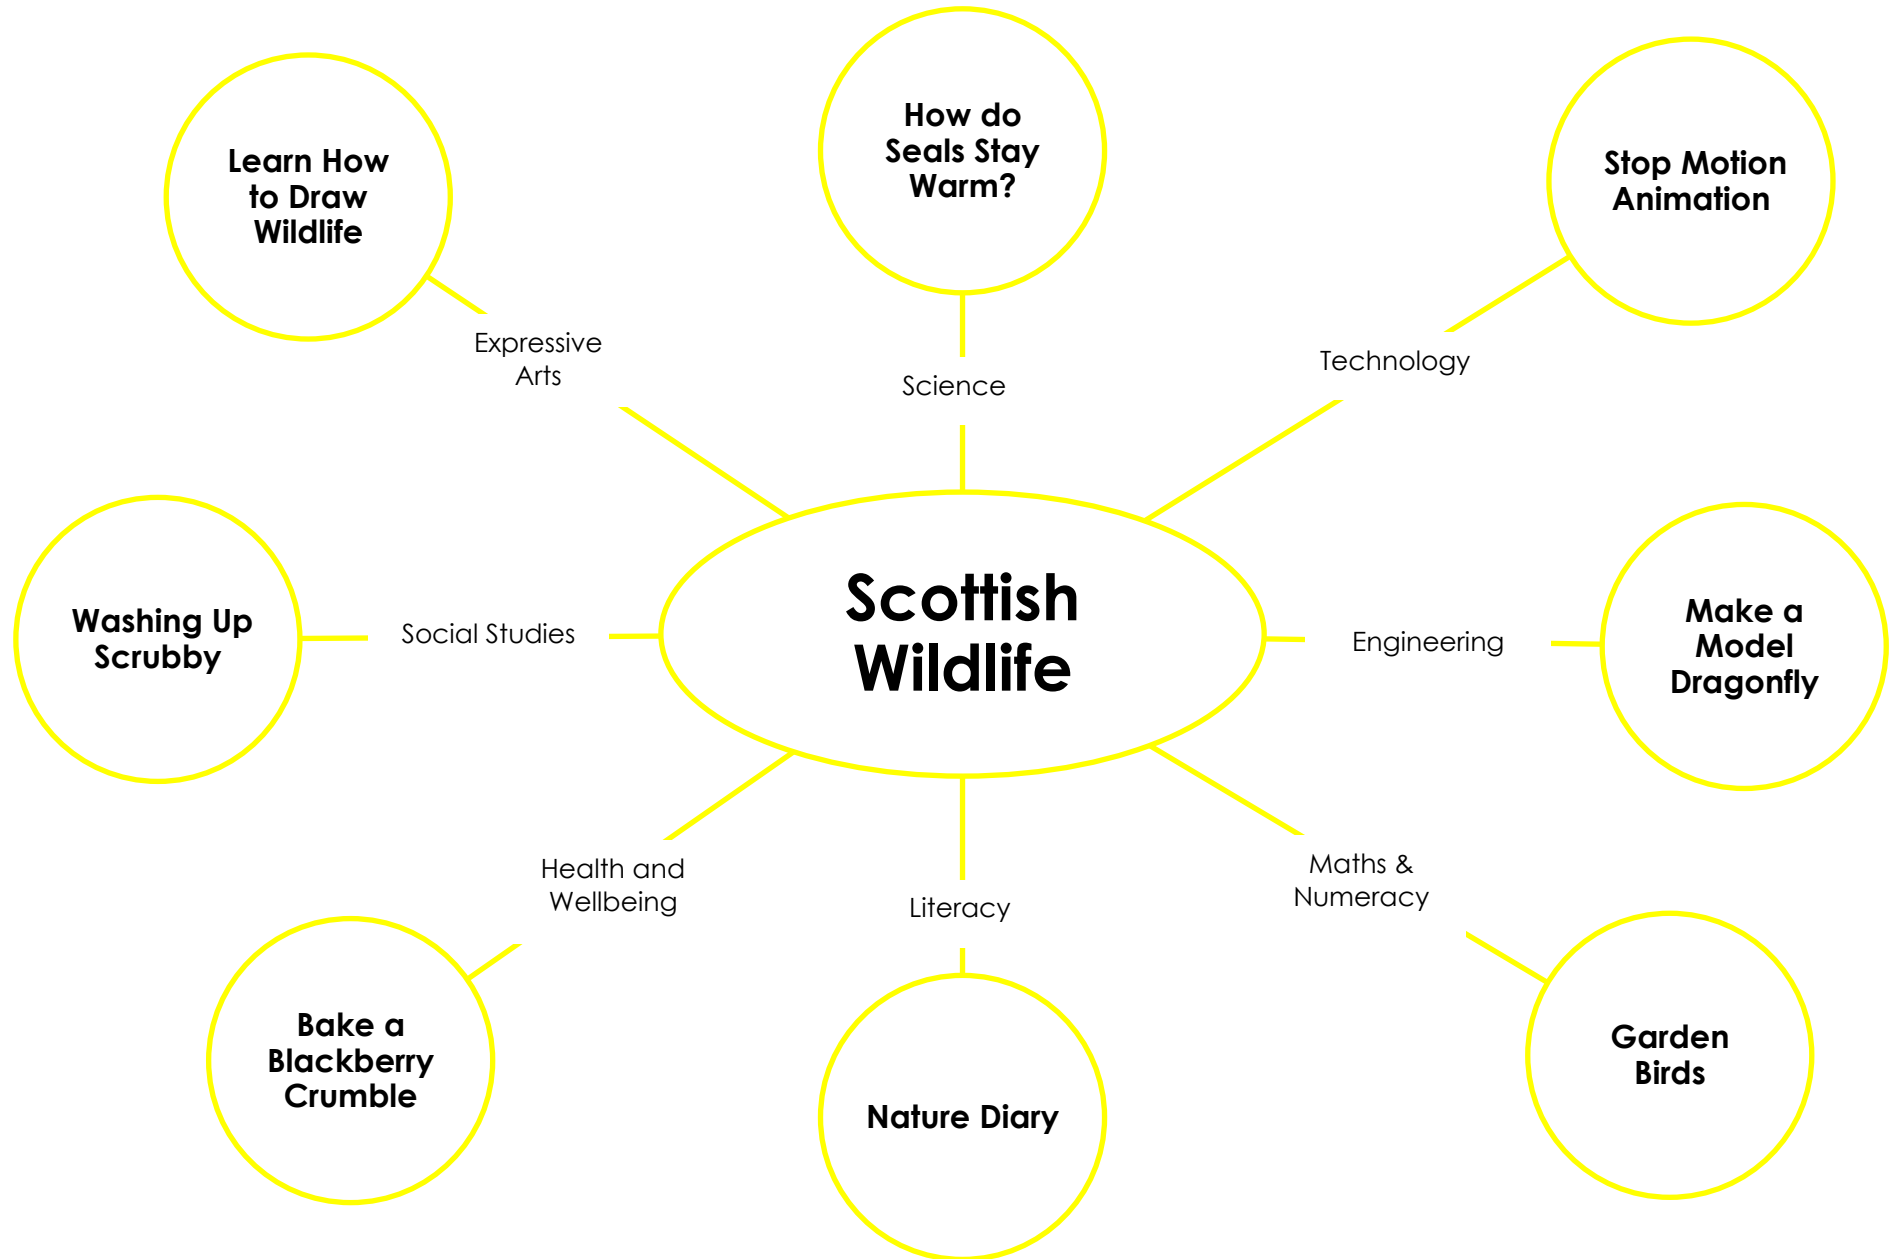 How do
Seals Stay
Warm?
Learn How
to Draw
Wildlife
Stop Motion
Animation
Expressive
Arts
Science
Technology
Scottish
Wildlife
Washing Up
Scrubby
Social Studies
Engineering
Make a
Model
Dragonfly
Health and
Wellbeing
Literacy
Maths &
Numeracy
Bake a
Blackberry
Crumble
Nature Diary
Garden
Birds